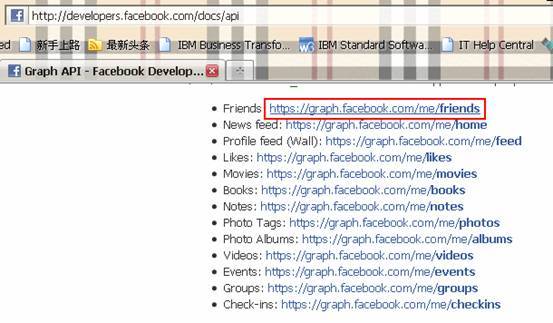 http://developers.facebook.com/docs/api
ed 新手上路 最新头条 IBM Business Transfo... IBM Standard Softwa... IT Help Central
Graph API - Facebook Develop...
Friends: https://graph.facebook.com/me/friends
News feed: https://graph.facebook.com/me/home
Profile feed (Wall): https://graph.facebook.com/me/feed
Likes: https://graph.facebook.com/me/likes
Movies: https://graph.facebook.com/me/movies
Books: https://graph.facebook.com/me/books
Notes: https://graph.facebook.com/me/notes
Photo Tags: https://graph.facebook.com/me/photos
Photo Albums: https://graph.facebook.com/me/albums
Videos: https://graph.facebook.com/me/videos
Events: https://graph.facebook.com/me/events
Groups: https://graph.facebook.com/me/groups
Check-ins: https://graph.facebook.com/me/checkins